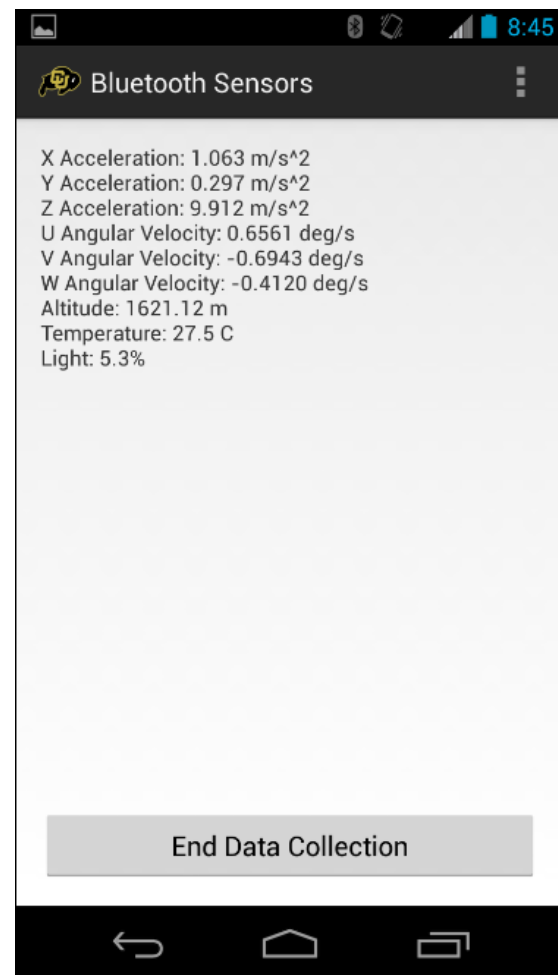 8:45
CU
Bluetooth Sensors
X Acceleration: 1.063 m/s^2
Y Acceleration: 0.297 m/s^2
Z Acceleration: 9.912 m/s^2
U Angular Velocity: 0.6561 deg/s
V Angular Velocity: -0.6943 deg/s
W Angular Velocity: -0.4120 deg/s
Altitude: 1621.12 m
Temperature: 27.5 C
Light: 5.3%
End Data Collection